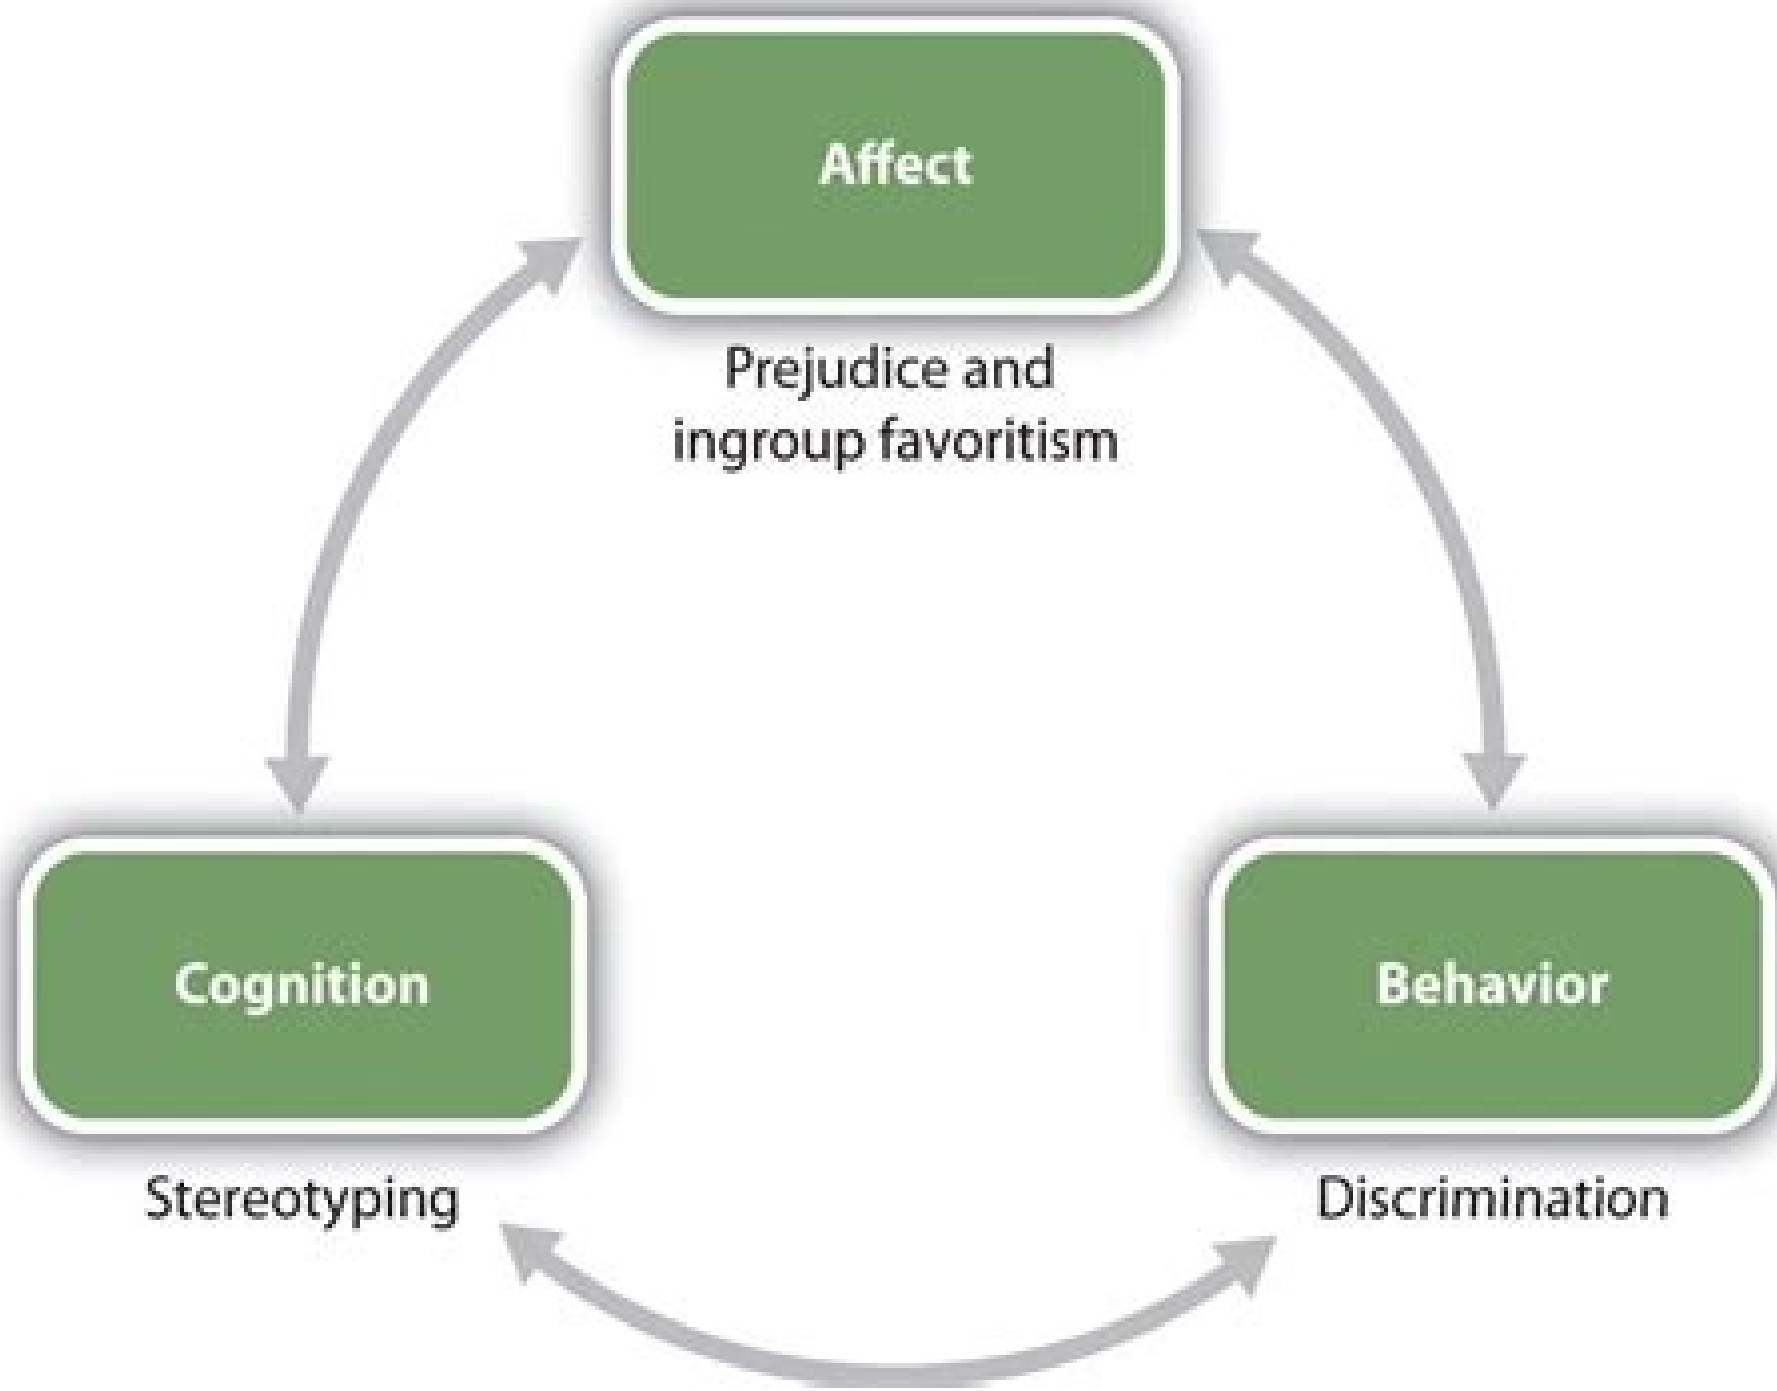 Affect
Prejudice and
ingroup favoritism
Cognition
Behavior
Stereotyping
Discrimination